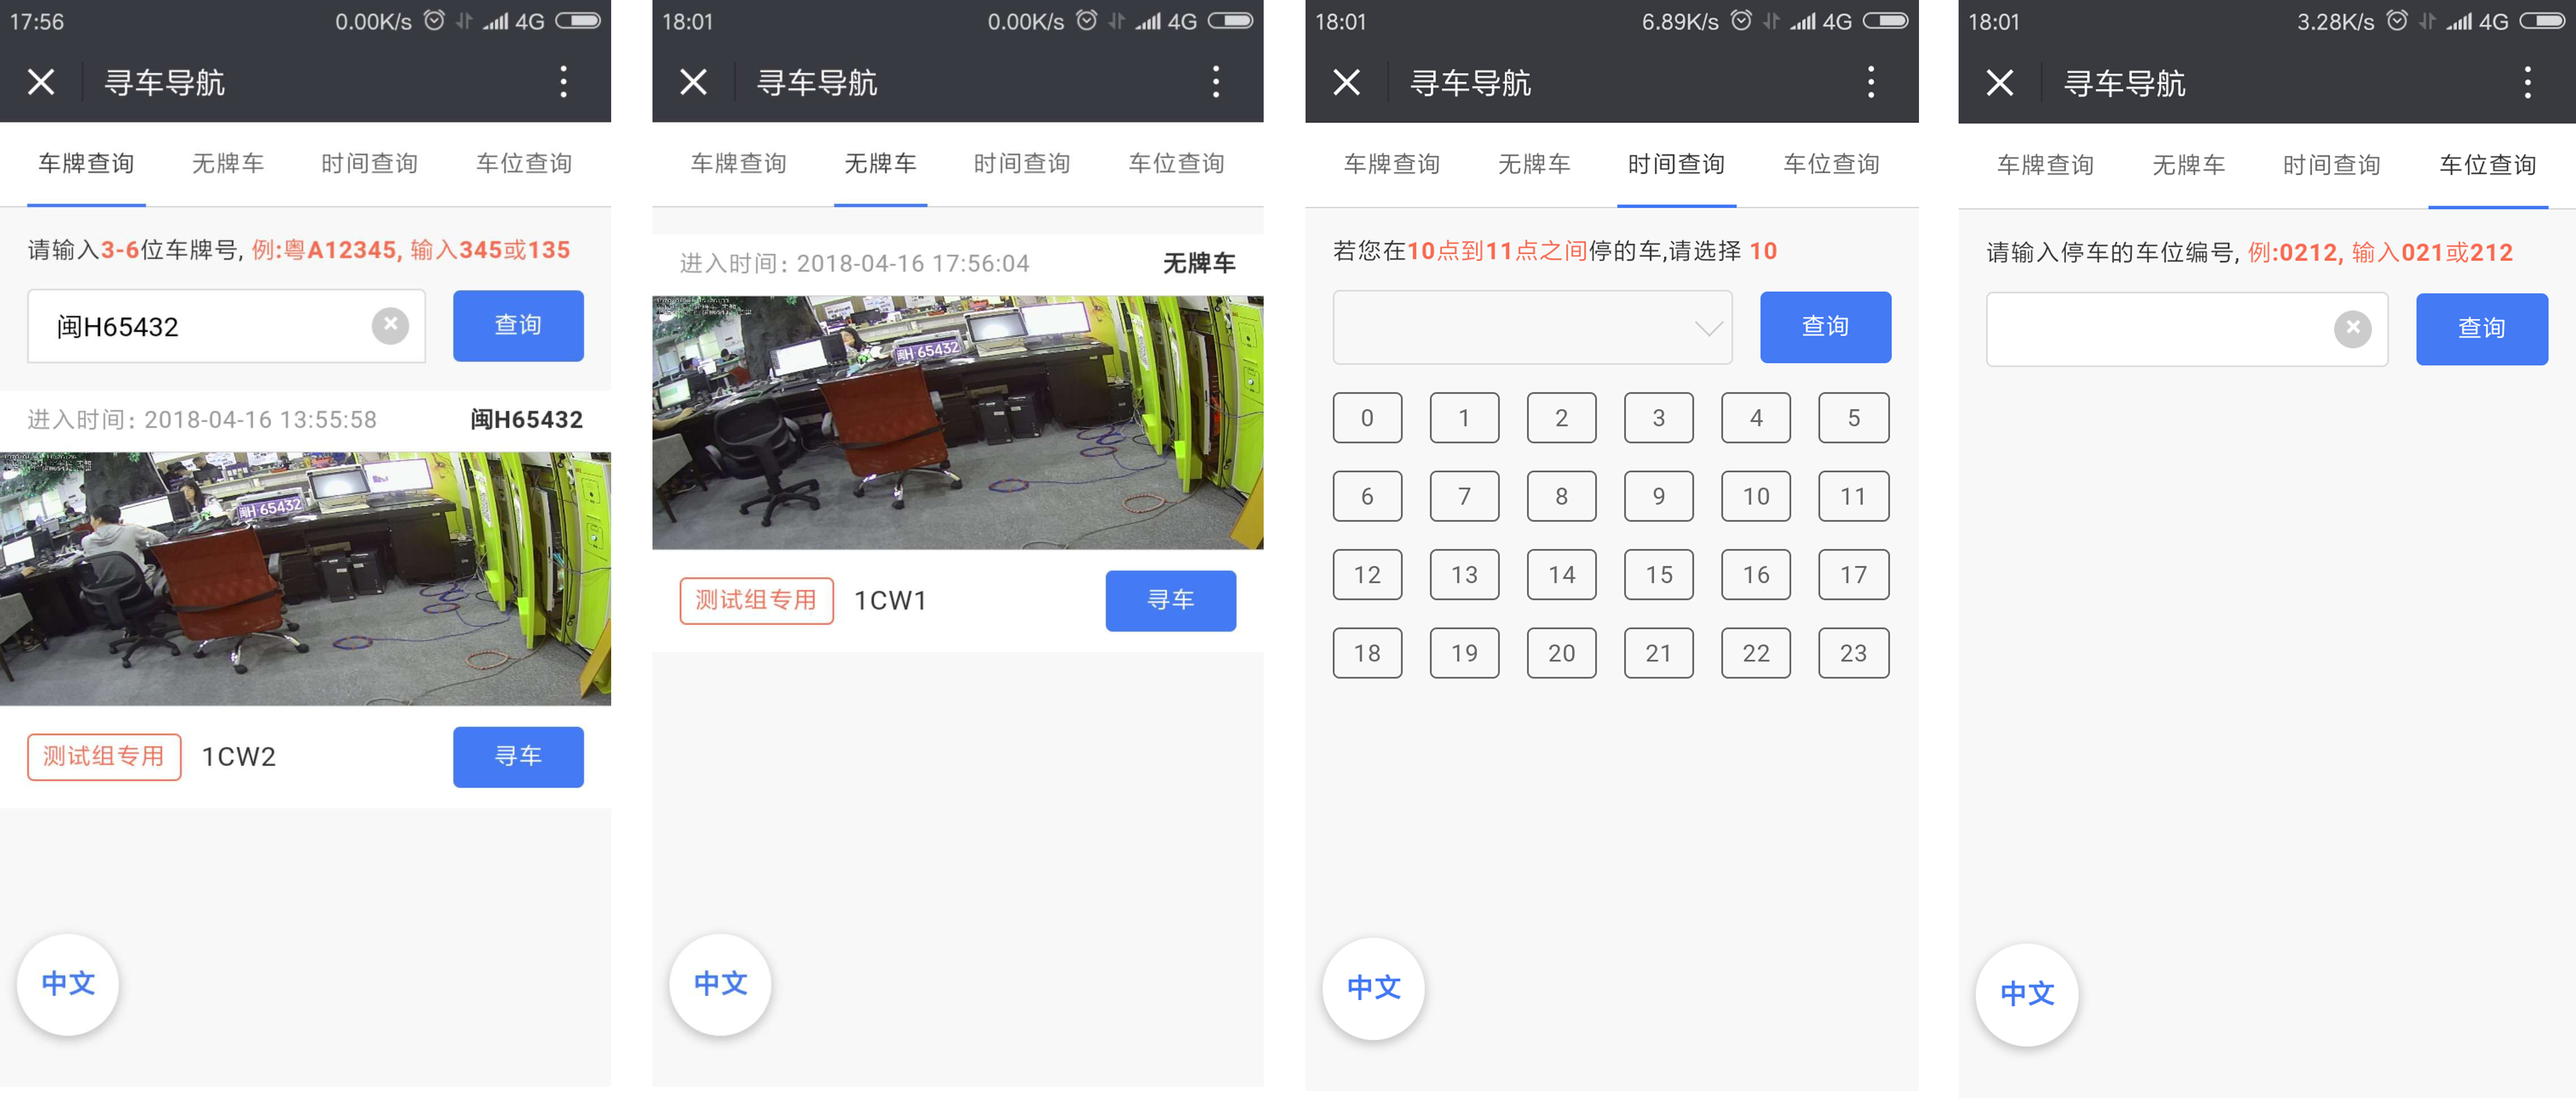 17:56 0.00K/s 4G
寻车导航
车牌查询 无牌车 时间查询 车位查询
请输入3-6位车牌号, 例:粤A12345, 输入345或135
闽H65432 查询
进入时间: 2018-04-16 13:55:58 闽H65432
闽H·65432
测试组专用 1CW2 寻车
中文
18:01 0.00K/s 4G
寻车导航
车牌查询 无牌车 时间查询 车位查询
进入时间: 2018-04-16 17:56:04 无牌车
闽H·65432
测试组专用 1CW1 寻车
中文
18:01 6.89K/s 4G
寻车导航
车牌查询 无牌车 时间查询 车位查询
若您在10点到11点之间停的车,请选择 10
查询
0 1 2 3 4 5
6 7 8 9 10 11
12 13 14 15 16 17
18 19 20 21 22 23
中文
18:01 3.28K/s 4G
寻车导航
车牌查询 无牌车 时间查询 车位查询
请输入停车的车位编号, 例:0212, 输入021或212
查询
中文